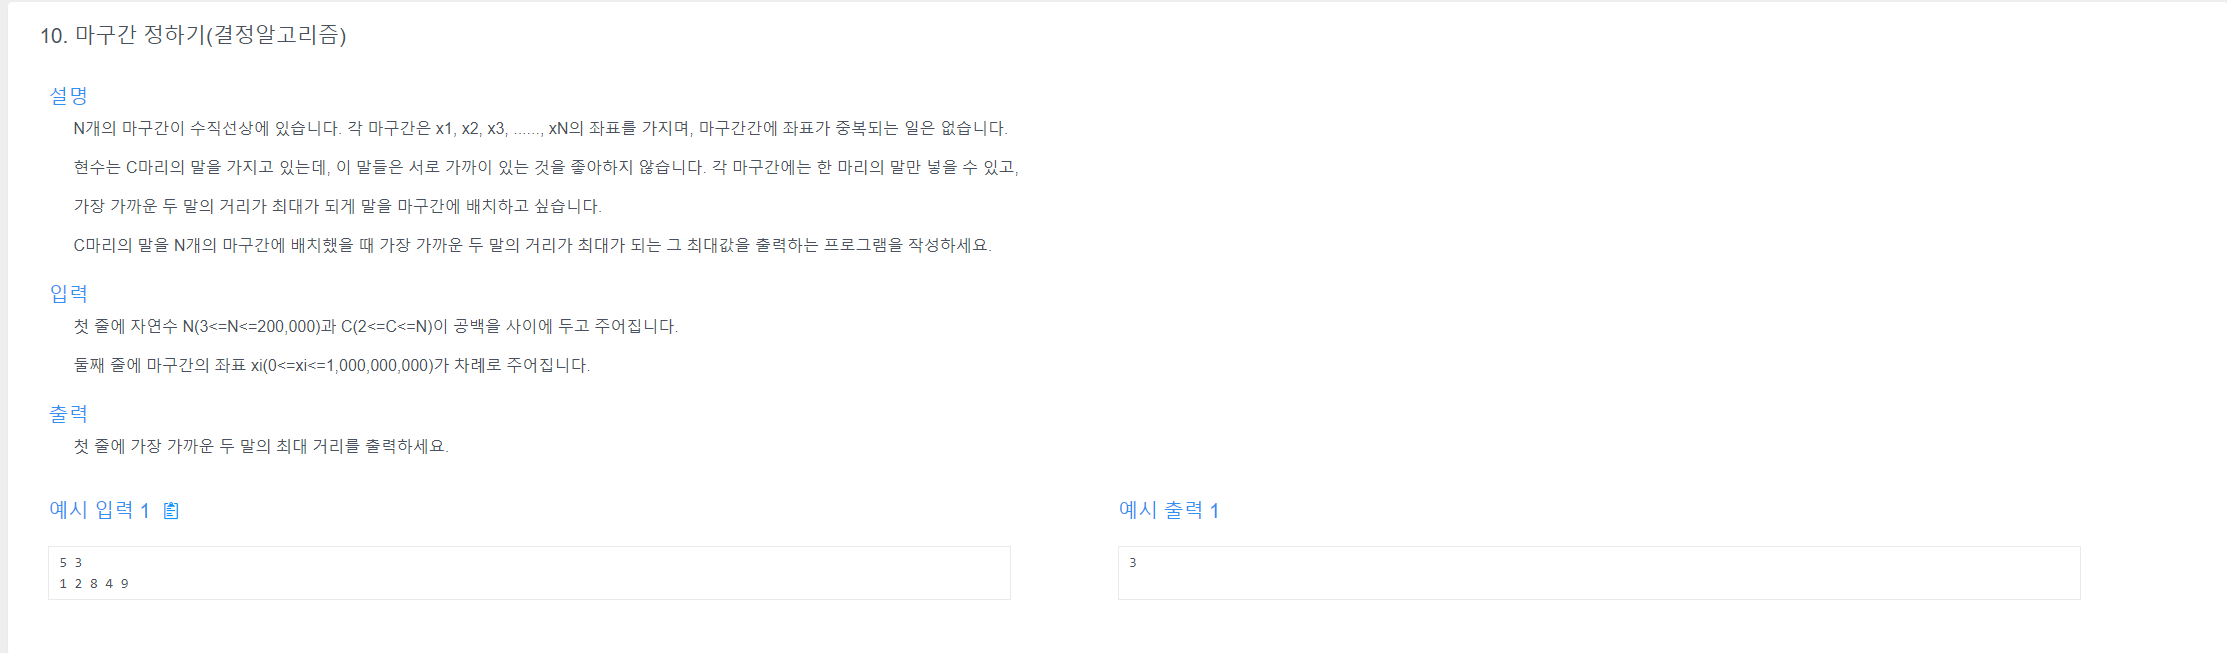 10. 마구간 정하기(결정알고리즘)
설명
N개의 마구간이 수직선상에 있습니다. 각 마구간은 x1, x2, x3, ......, xN의 좌표를 가지며, 마구간간에 좌표가 중복되는 일은 없습니다.
현수는 C마리의 말을 가지고 있는데, 이 말들은 서로 가까이 있는 것을 좋아하지 않습니다. 각 마구간에는 한 마리의 말만 넣을 수 있고,
가장 가까운 두 말의 거리가 최대가 되게 말을 마구간에 배치하고 싶습니다.
C마리의 말을 N개의 마구간에 배치했을 때 가장 가까운 두 말의 거리가 최대가 되는 그 최대값을 출력하는 프로그램을 작성하세요.
입력
첫 줄에 자연수 N(3<=N<=200,000)과 C(2<=C<=N)이 공백을 사이에 두고 주어집니다.
둘째 줄에 마구간의 좌표 xi(0<=xi<=1,000,000,000)가 차례로 주어집니다.
출력
첫 줄에 가장 가까운 두 말의 최대 거리를 출력하세요.
예시 입력 1
5 3
1 2 8 4 9
예시 출력 1
3